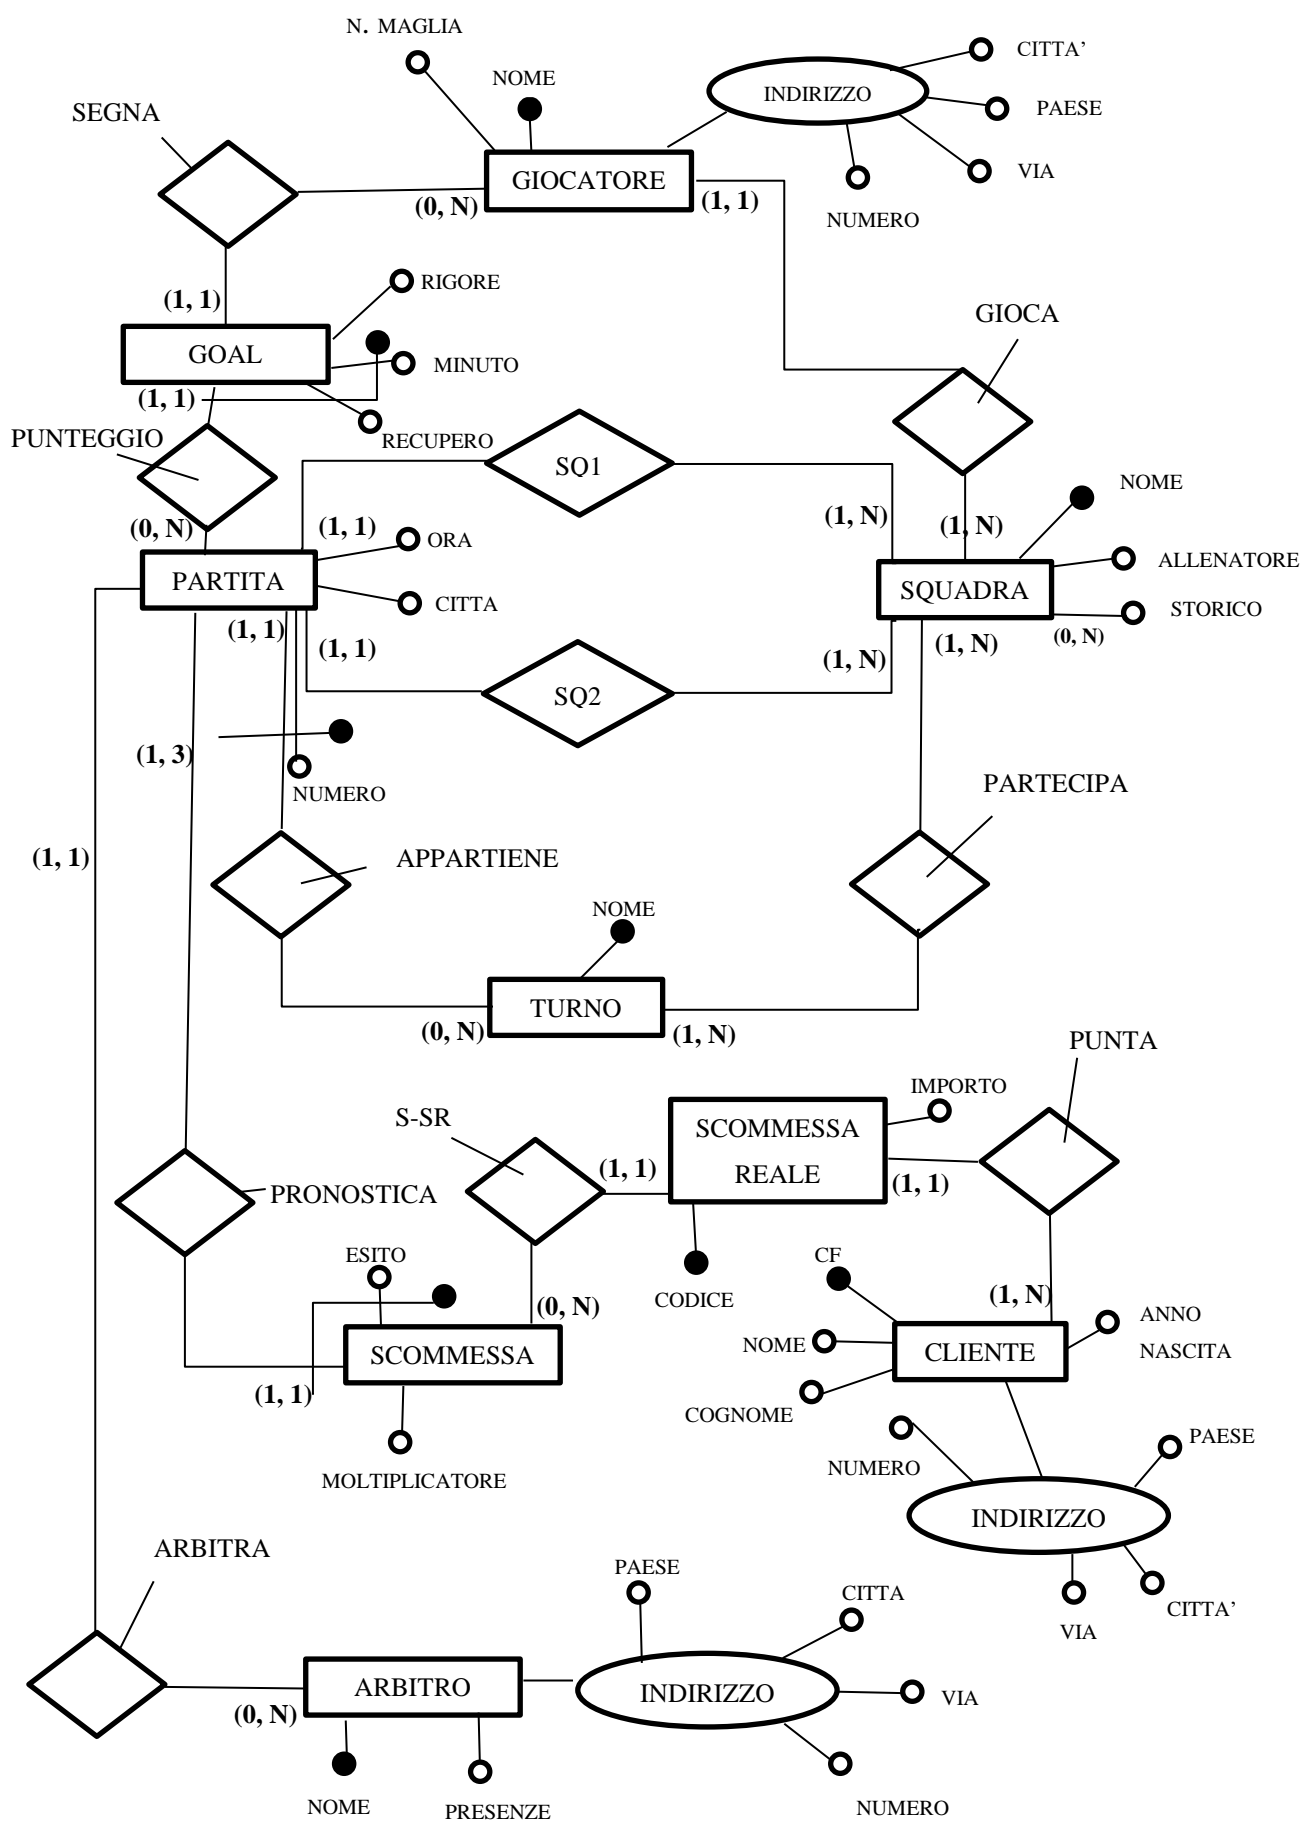 N. MAGLIA
CITTA'
NOME
INDIRIZZO
SEGNA
PAESE
GIOCATORE
VIA
(0, N)
(1, 1)
NUMERO
(1, 1)
RIGORE
GIOCA
GOAL
MINUTO
(1, 1)
PUNTEGGIO
RECUPERO
SQ1
NOME
(0, N)
(1, 1)
(1, N)
(1, N)
ORA
ALLENATORE
PARTITA
SQUADRA
CITTA
STORICO
(1, 1)
(1, 1)
(1, N)
(1, N)
(0, N)
SQ2
(1, 3)
NUMERO
PARTECIPA
(1, 1)
APPARTIENE
NOME
TURNO
(0, N)
(1, N)
PUNTA
IMPORTO
S-SR
SCOMMESSA
REALE
(1, 1)
(1, 1)
PRONOSTICA
ESITO
CF
CODICE
(1, N)
(0, N)
ANNO
NASCITA
NOME
CLIENTE
SCOMMESSA
(1, 1)
COGNOME
PAESE
NUMERO
MOLTIPLICATORE
INDIRIZZO
ARBITRA
PAESE
CITTA
CITTA'
VIA
ARBITRO
INDIRIZZO
VIA
(0, N)
NOME
PRESENZE
NUMERO